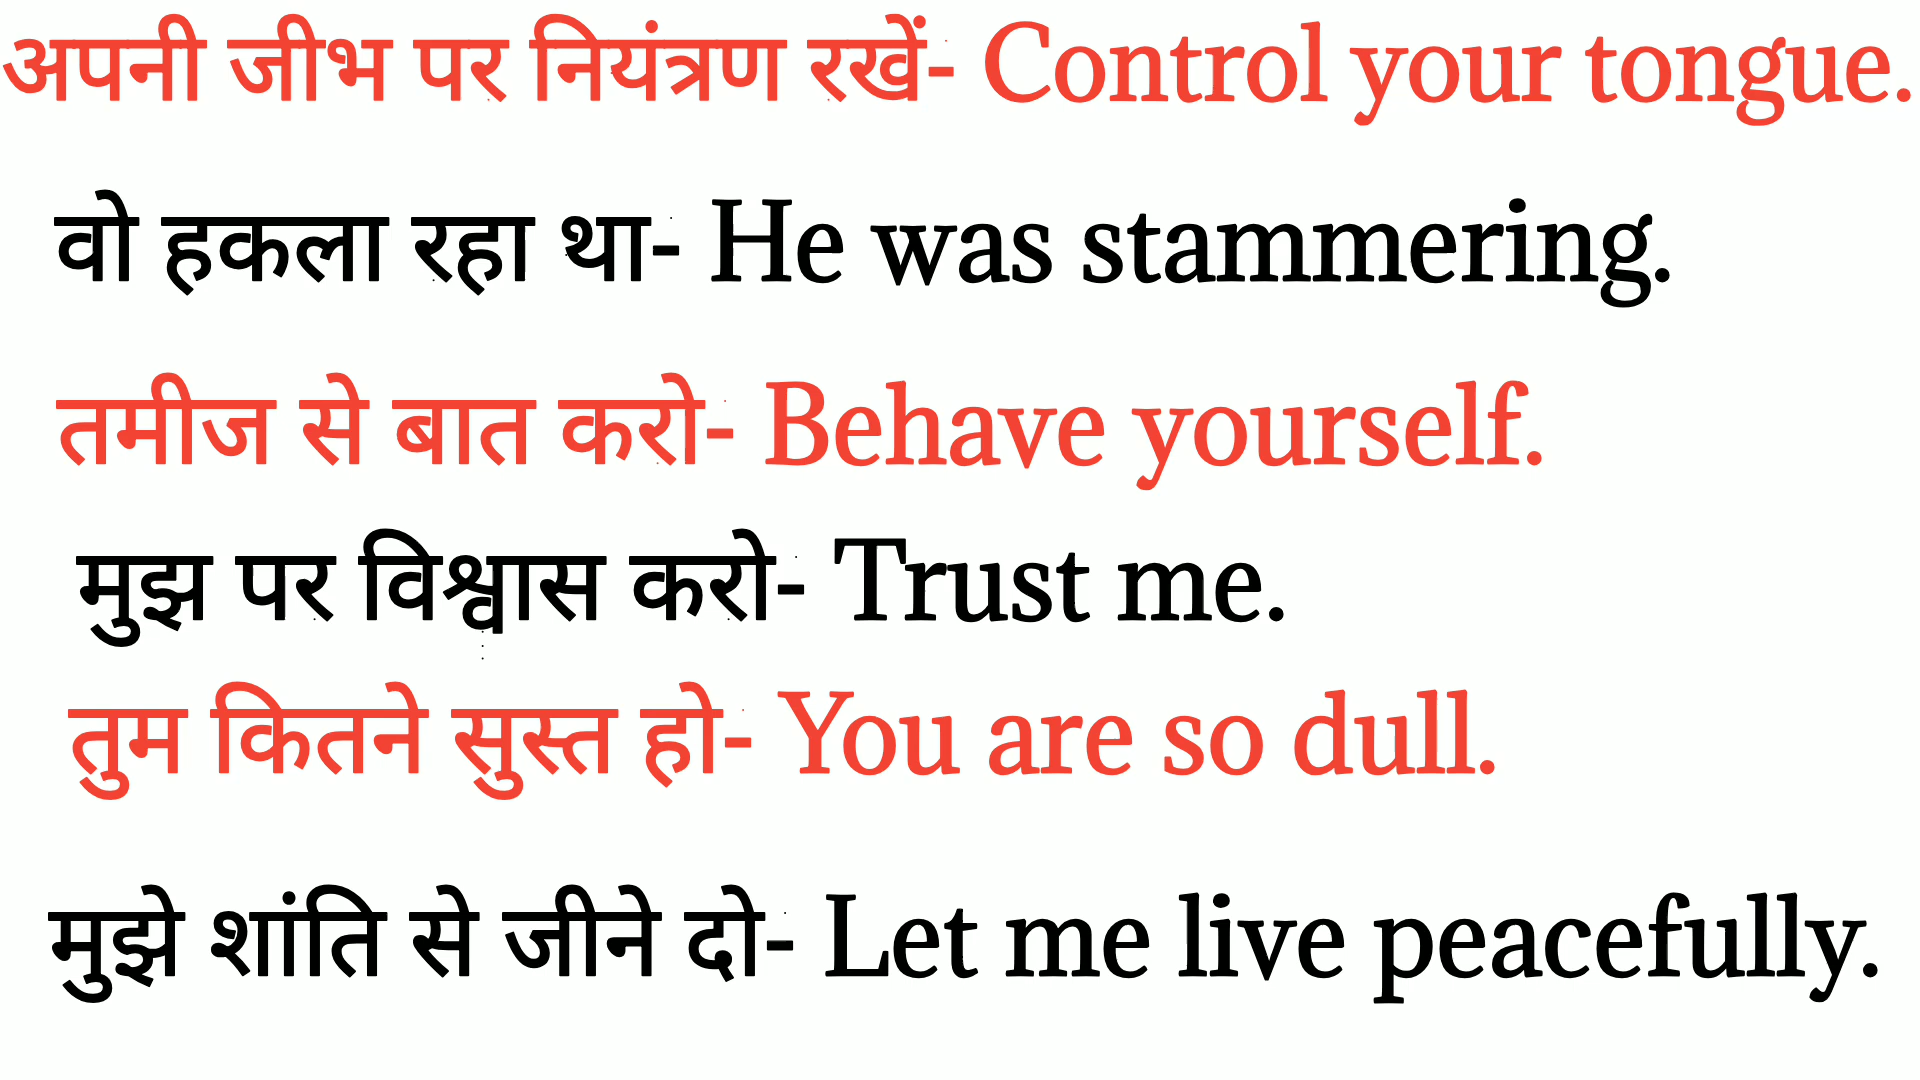 अपनी जीभ पर नियंत्रण रखें- Control your tongue.
वो हकला रहा था- He was stammering.
तमीज से बात करो- Behave yourself.
मुझ पर विश्वास करो- Trust me.
तुम कितने सुस्त हो- You are so dull.
मुझे शांति से जीने दो- Let me live peacefully.